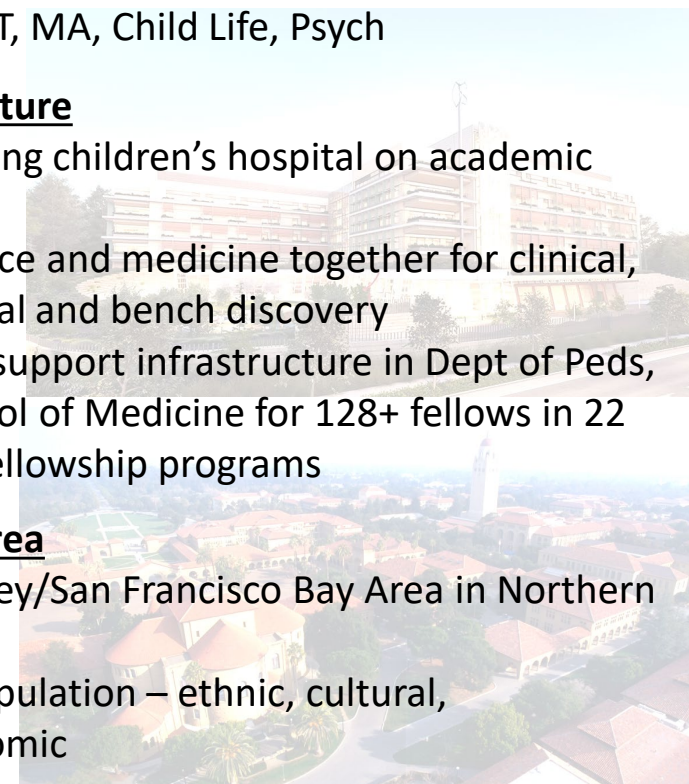 T, MA, Child Life, Psych
ture
ng children's hospital on academic
ce and medicine together for clinical,
al and bench discovery
support infrastructure in Dept of Peds,
ol of Medicine for 128+ fellows in 22
ellowship programs
rea
ey/San Francisco Bay Area in Northern
pulation – ethnic, cultural,
omic